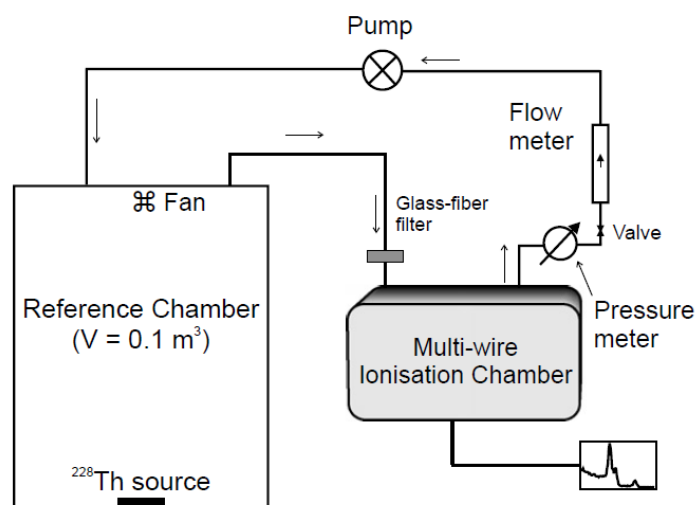 Pump
Flow
meter
⌘ Fan
Glass-fiber
filter
Valve
Reference Chamber
(V = 0.1 m³)
Pressure
meter
Multi-wire
Ionisation Chamber
²²⁸Th source